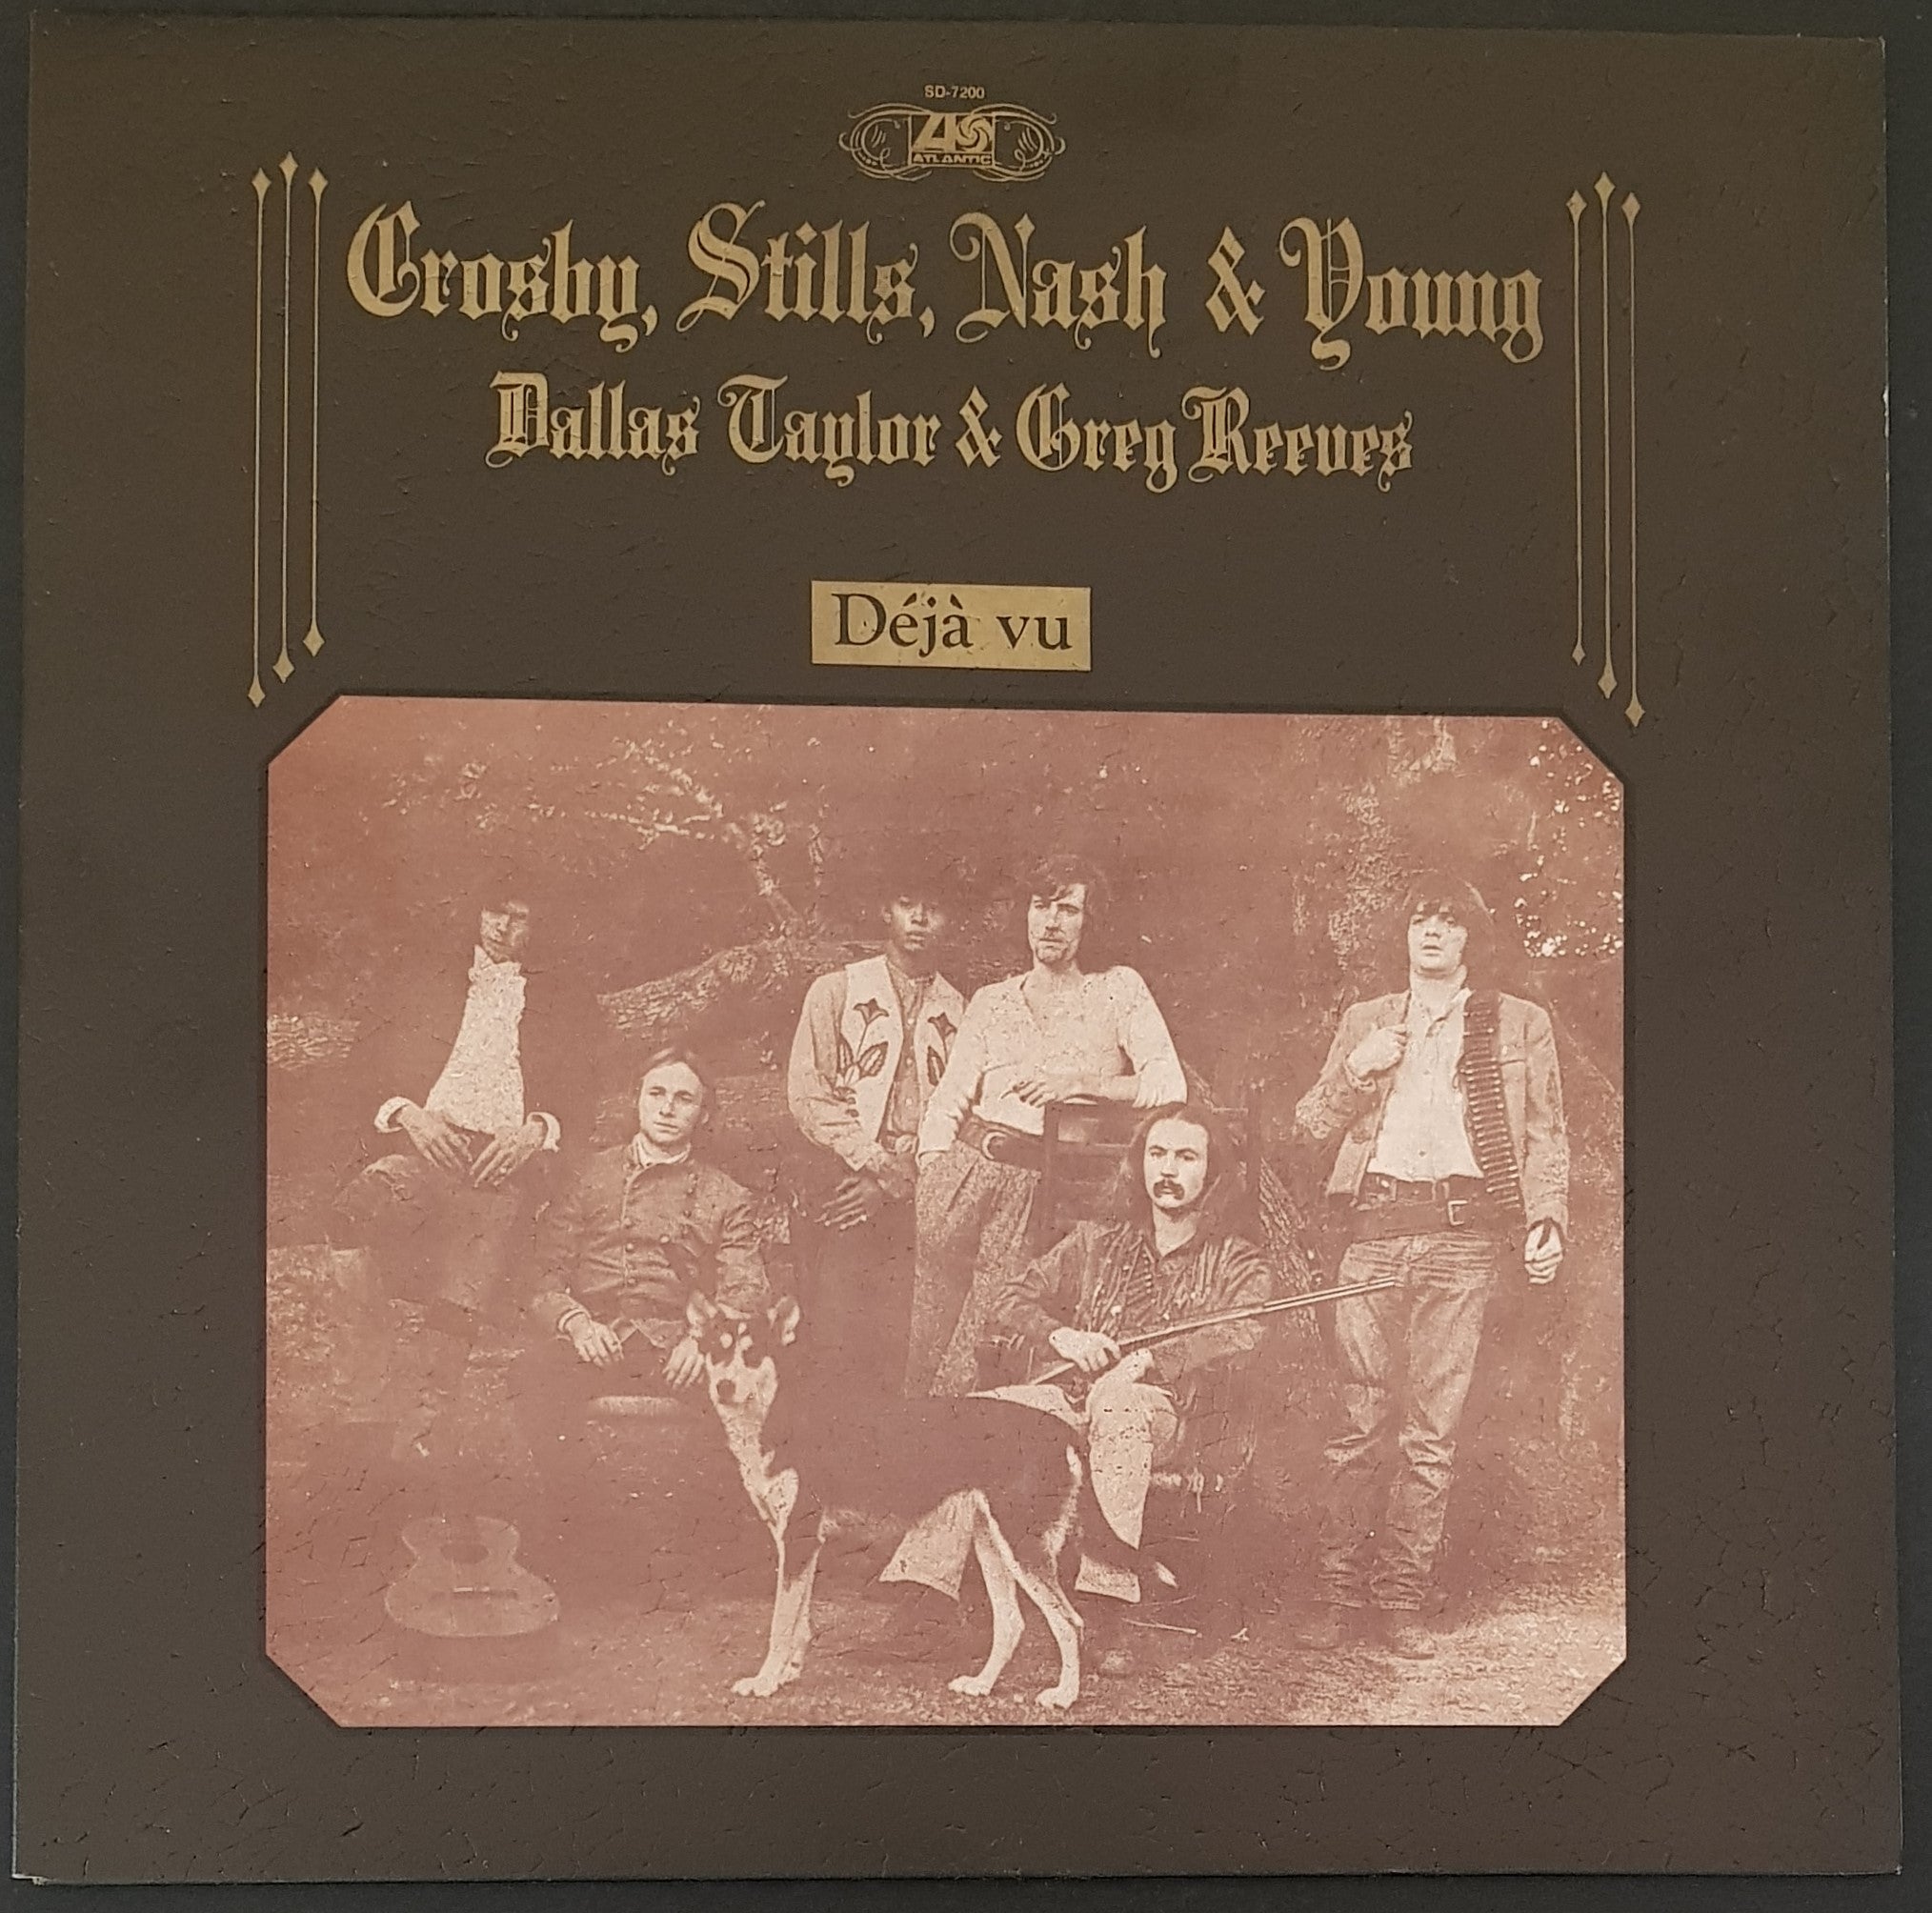 SD-7200
ATLANTIC
Crosby, Stills, Nash & Young
Dallas Taylor & Greg Reeves
Déjà vu